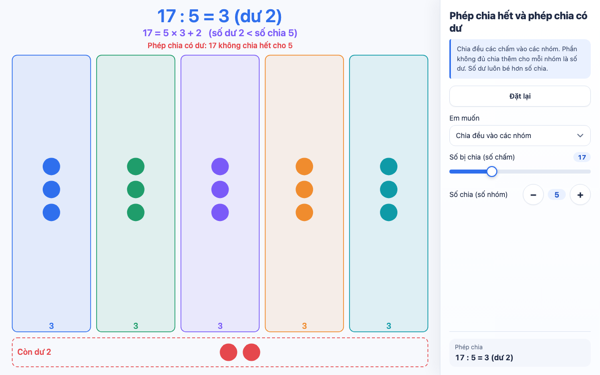 17 : 5 = 3 (dư 2)
17 = 5 × 3 + 2 (số dư 2 < số chia 5)
Phép chia có dư: 17 không chia hết cho 5
3
3
3
3
3
Còn dư 2
Phép chia hết và phép chia có
dư
Chia đều các chấm vào các nhóm. Phần
không đủ chia thêm cho mỗi nhóm là số
dư. Số dư luôn bé hơn số chia.
Đặt lại
Em muốn
Chia đều vào các nhóm
Số bị chia (số chấm) 17
Số chia (số nhóm) − 5 +
Phép chia
17 : 5 = 3 (dư 2)